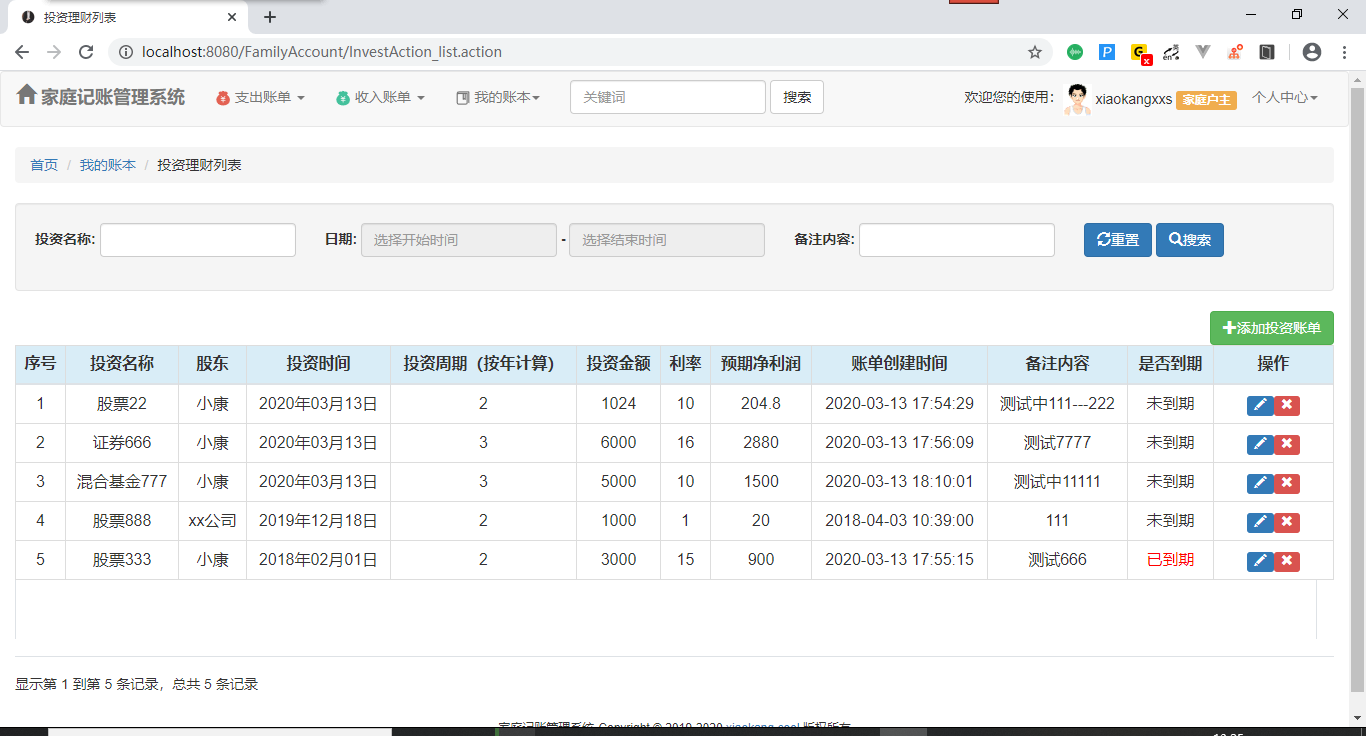 投资理财列表
localhost:8080/FamilyAccount/InvestAction_list.action
家庭记账管理系统 支出账单 收入账单 我的账本 关键词 搜索 欢迎您的使用： xiaokangxxs 家庭户主 个人中心
首页 / 我的账本 / 投资理财列表
投资名称: 日期: 选择开始时间 - 选择结束时间 备注内容: 重置 搜索
添加投资账单
序号 投资名称 股东 投资时间 投资周期（按年计算） 投资金额 利率 预期净利润 账单创建时间 备注内容 是否到期 操作
1 股票22 小康 2020年03月13日 2 1024 10 204.8 2020-03-13 17:54:29 测试中111---222 未到期
2 证券666 小康 2020年03月13日 3 6000 16 2880 2020-03-13 17:56:09 测试7777 未到期
3 混合基金777 小康 2020年03月13日 3 5000 10 1500 2020-03-13 18:10:01 测试中11111 未到期
4 股票888 xx公司 2019年12月18日 2 1000 1 20 2018-04-03 10:39:00 111 未到期
5 股票333 小康 2018年02月01日 2 3000 15 900 2020-03-13 17:55:15 测试666 已到期
显示第 1 到第 5 条记录，总共 5 条记录
家庭记账管理系统 Copyright © 2019-2020 xiaokang.cool 版权所有